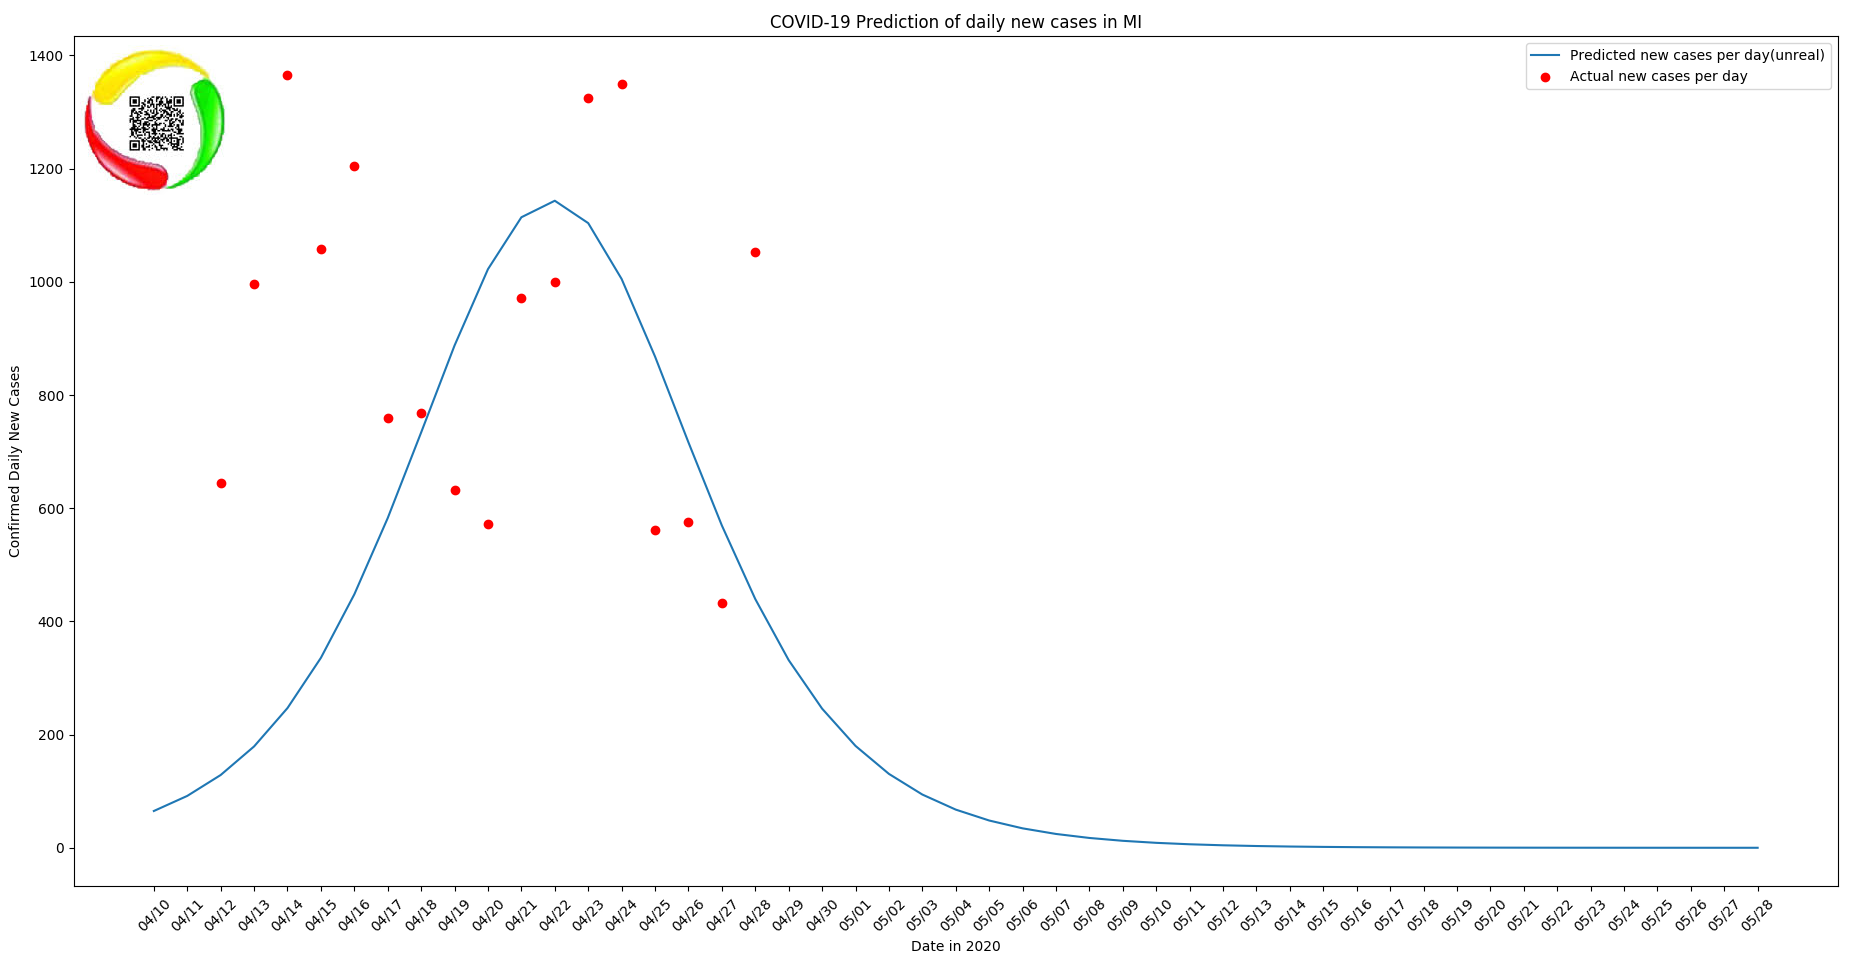 COVID-19 Prediction of daily new cases in MI
Predicted new cases per day(unreal)
Actual new cases per day
Confirmed Daily New Cases
1400
1200
1000
800
600
400
200
0
04/10 04/11 04/12 04/13 04/14 04/15 04/16 04/17 04/18 04/19 04/20 04/21 04/22 04/23 04/24 04/25 04/26 04/27 04/28 04/29 04/30 05/01 05/02 05/03 05/04 05/05 05/06 05/07 05/08 05/09 05/10 05/11 05/12 05/13 05/14 05/15 05/16 05/17 05/18 05/19 05/20 05/21 05/22 05/23 05/24 05/25 05/26 05/27 05/28
Date in 2020